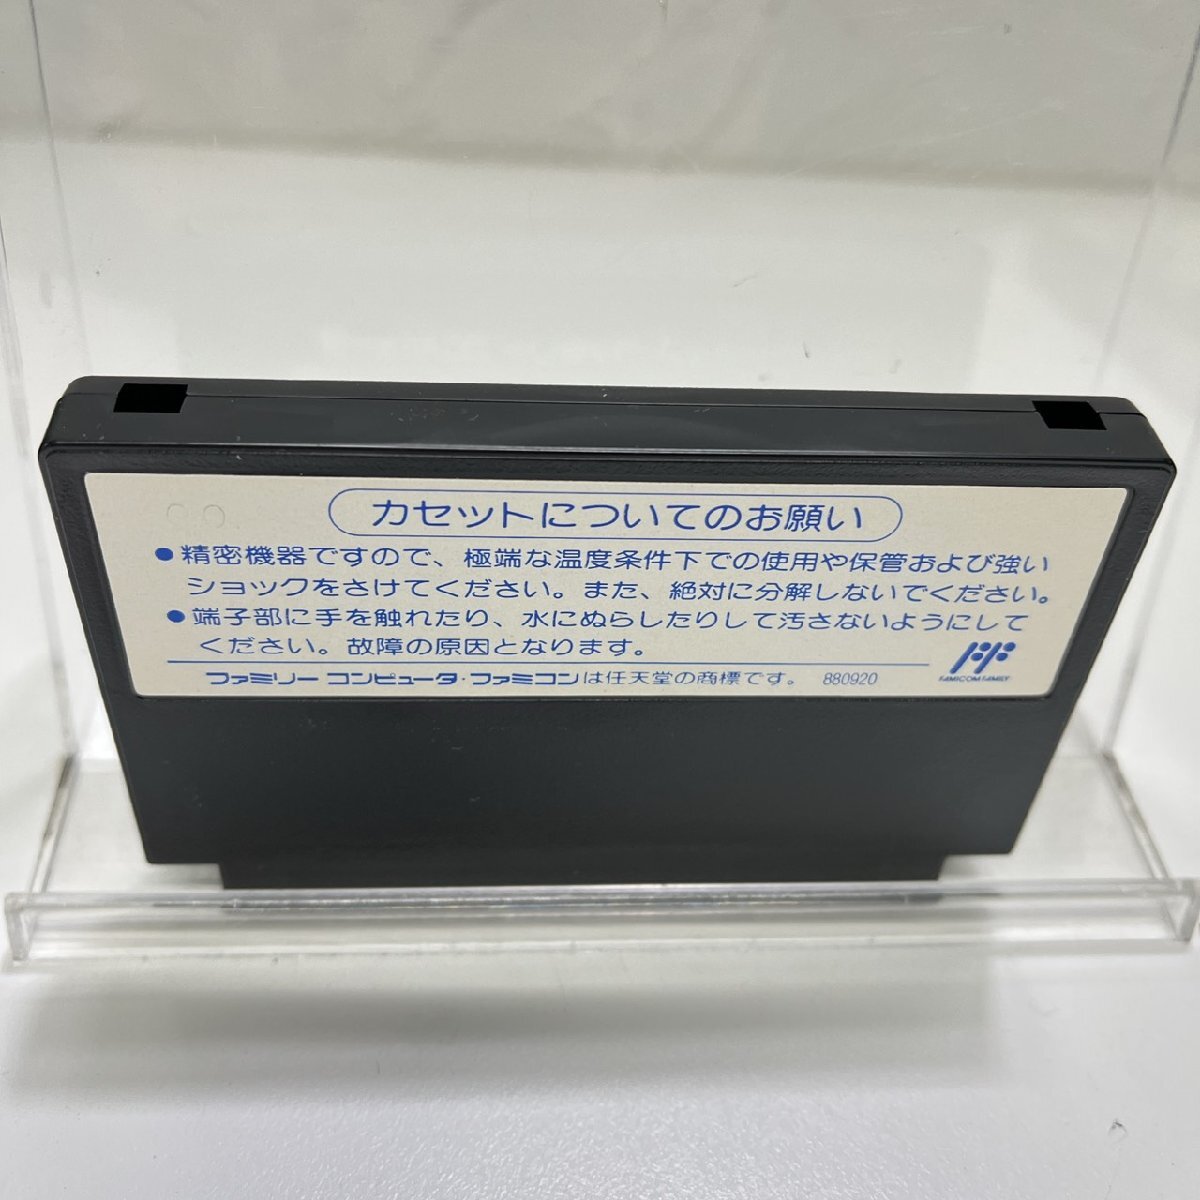 カセットについてのお願い
●精密機器ですので、極端な温度条件下での使用や保管および強い
ショックをさけてください。また、絶対に分解しないでください。
●端子部に手を触れたり、水にぬらしたりして汚さないようにして
ください。故障の原因となります。
ファミリー コンピュータ・ファミコンは任天堂の商標です。 880920
FAMICOM FAMILY